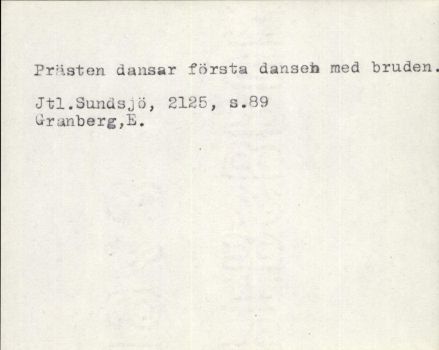 Prästen dansar första dansen med bruden.
Jtl.Sundsjö, 2125, s.89
Granberg,E.